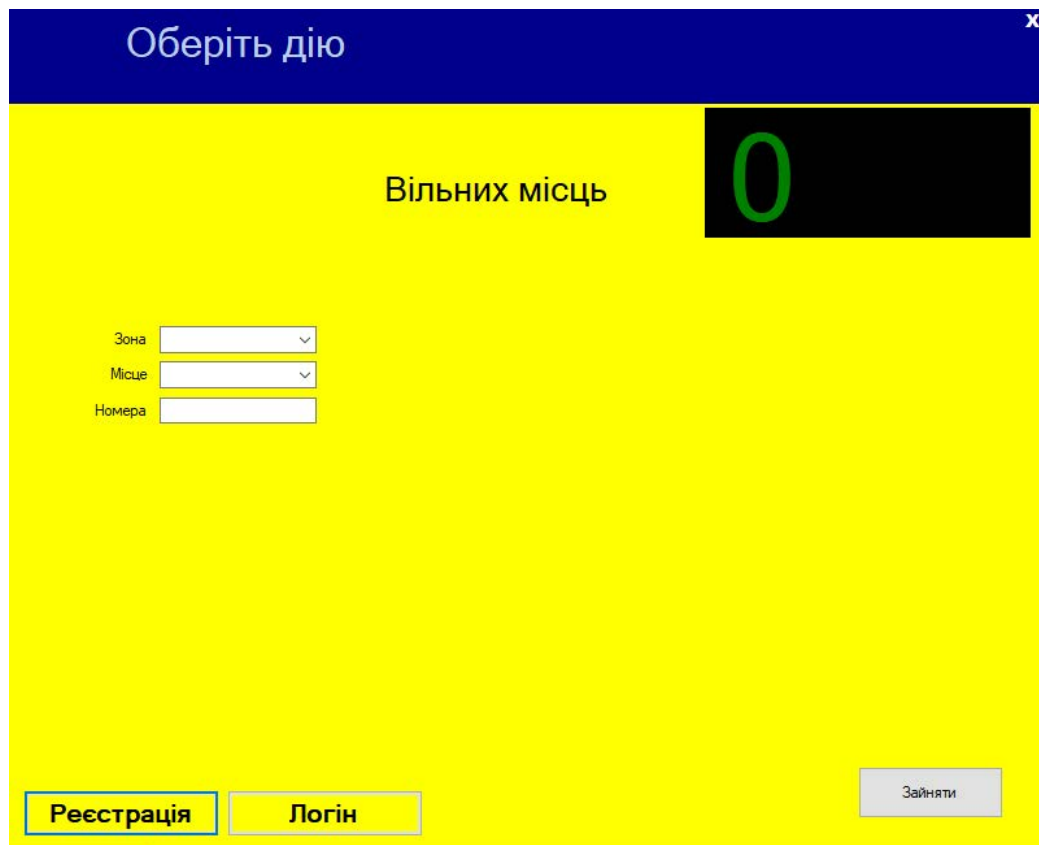 Оберіть дію
x
Вільних місць
0
Зона
Місце
Номера
Зайняти
Реєстрація
Логін